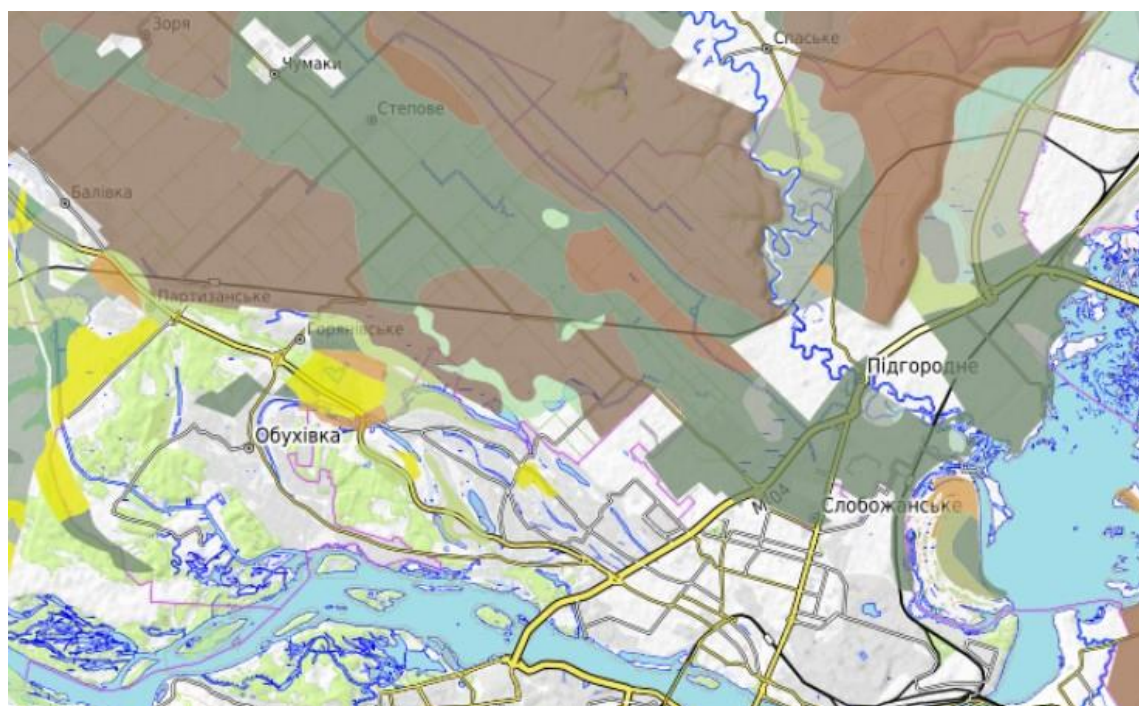 Зоря
Спаське
Чумаки
Степове
Балівка
Партизанське
Горянівське
Підгородне
Обухівка
М-04
Слобожанське